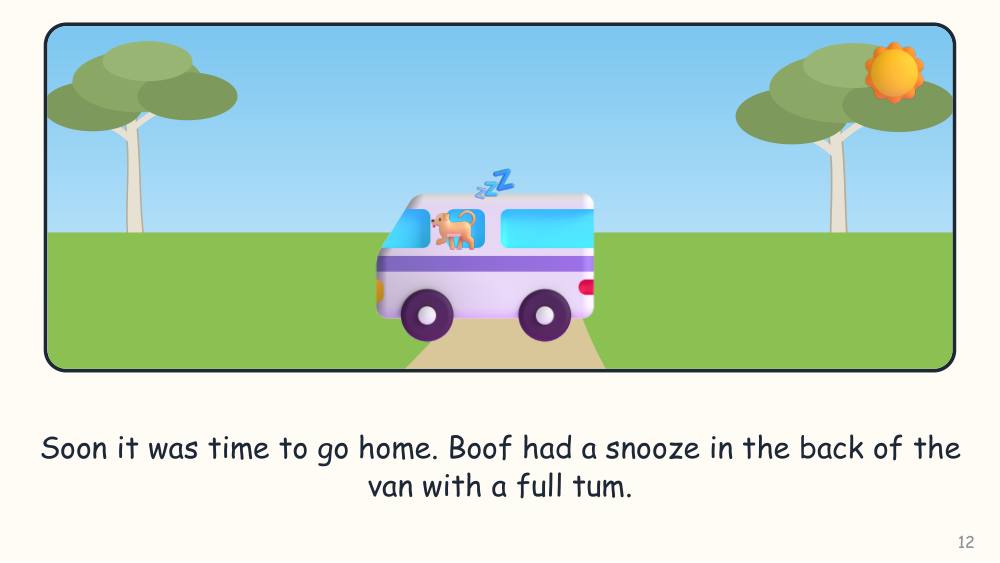 zzZ
Soon it was time to go home. Boof had a snooze in the back of the
van with a full tum.
12